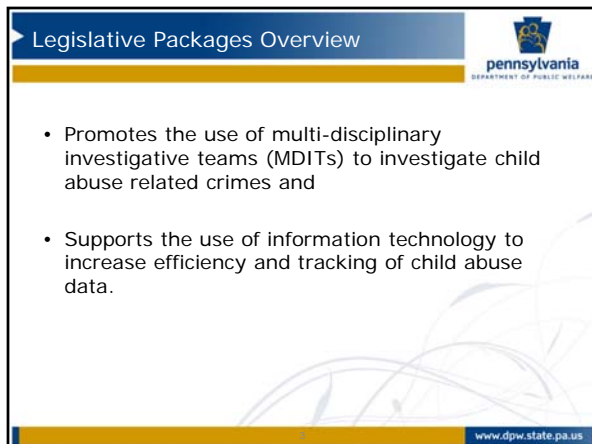 Legislative Packages Overview
pennsylvania
DEPARTMENT OF PUBLIC WELFARE
• Promotes the use of multi-disciplinary
investigative teams (MDITs) to investigate child
abuse related crimes and
• Supports the use of information technology to
increase efficiency and tracking of child abuse
data.
www.dpw.state.pa.us